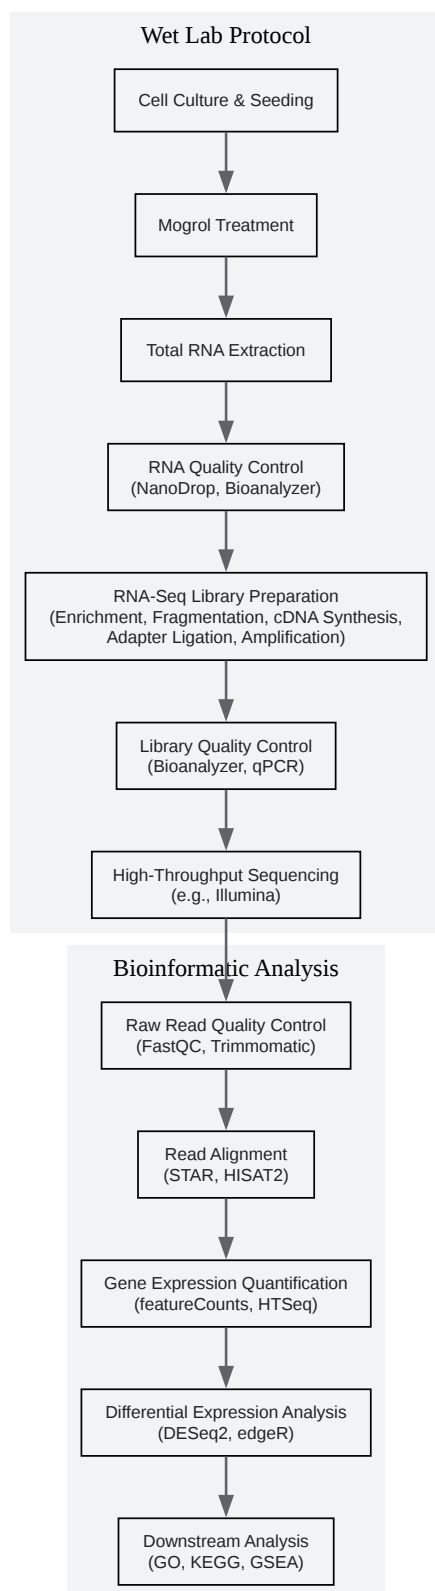 Wet Lab Protocol
Cell Culture & Seeding
Mogrol Treatment
Total RNA Extraction
RNA Quality Control
(NanoDrop, Bioanalyzer)
RNA-Seq Library Preparation
(Enrichment, Fragmentation, cDNA Synthesis,
Adapter Ligation, Amplification)
Library Quality Control
(Bioanalyzer, qPCR)
High-Throughput Sequencing
(e.g., Illumina)
Bioinformatic Analysis
Raw Read Quality Control
(FastQC, Trimmomatic)
Read Alignment
(STAR, HISAT2)
Gene Expression Quantification
(featureCounts, HTSeq)
Differential Expression Analysis
(DESeq2, edgeR)
Downstream Analysis
(GO, KEGG, GSEA)